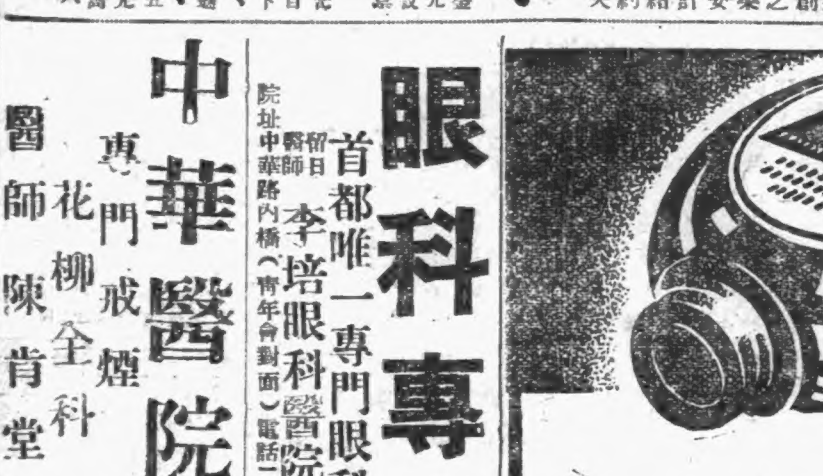 眼科專
首都唯一專門眼科
留日
醫師
李培眼科醫院
院址中華路內橋（青年會對面）電話
中華醫院
專門戒煙
花柳全科
醫師陳肯堂